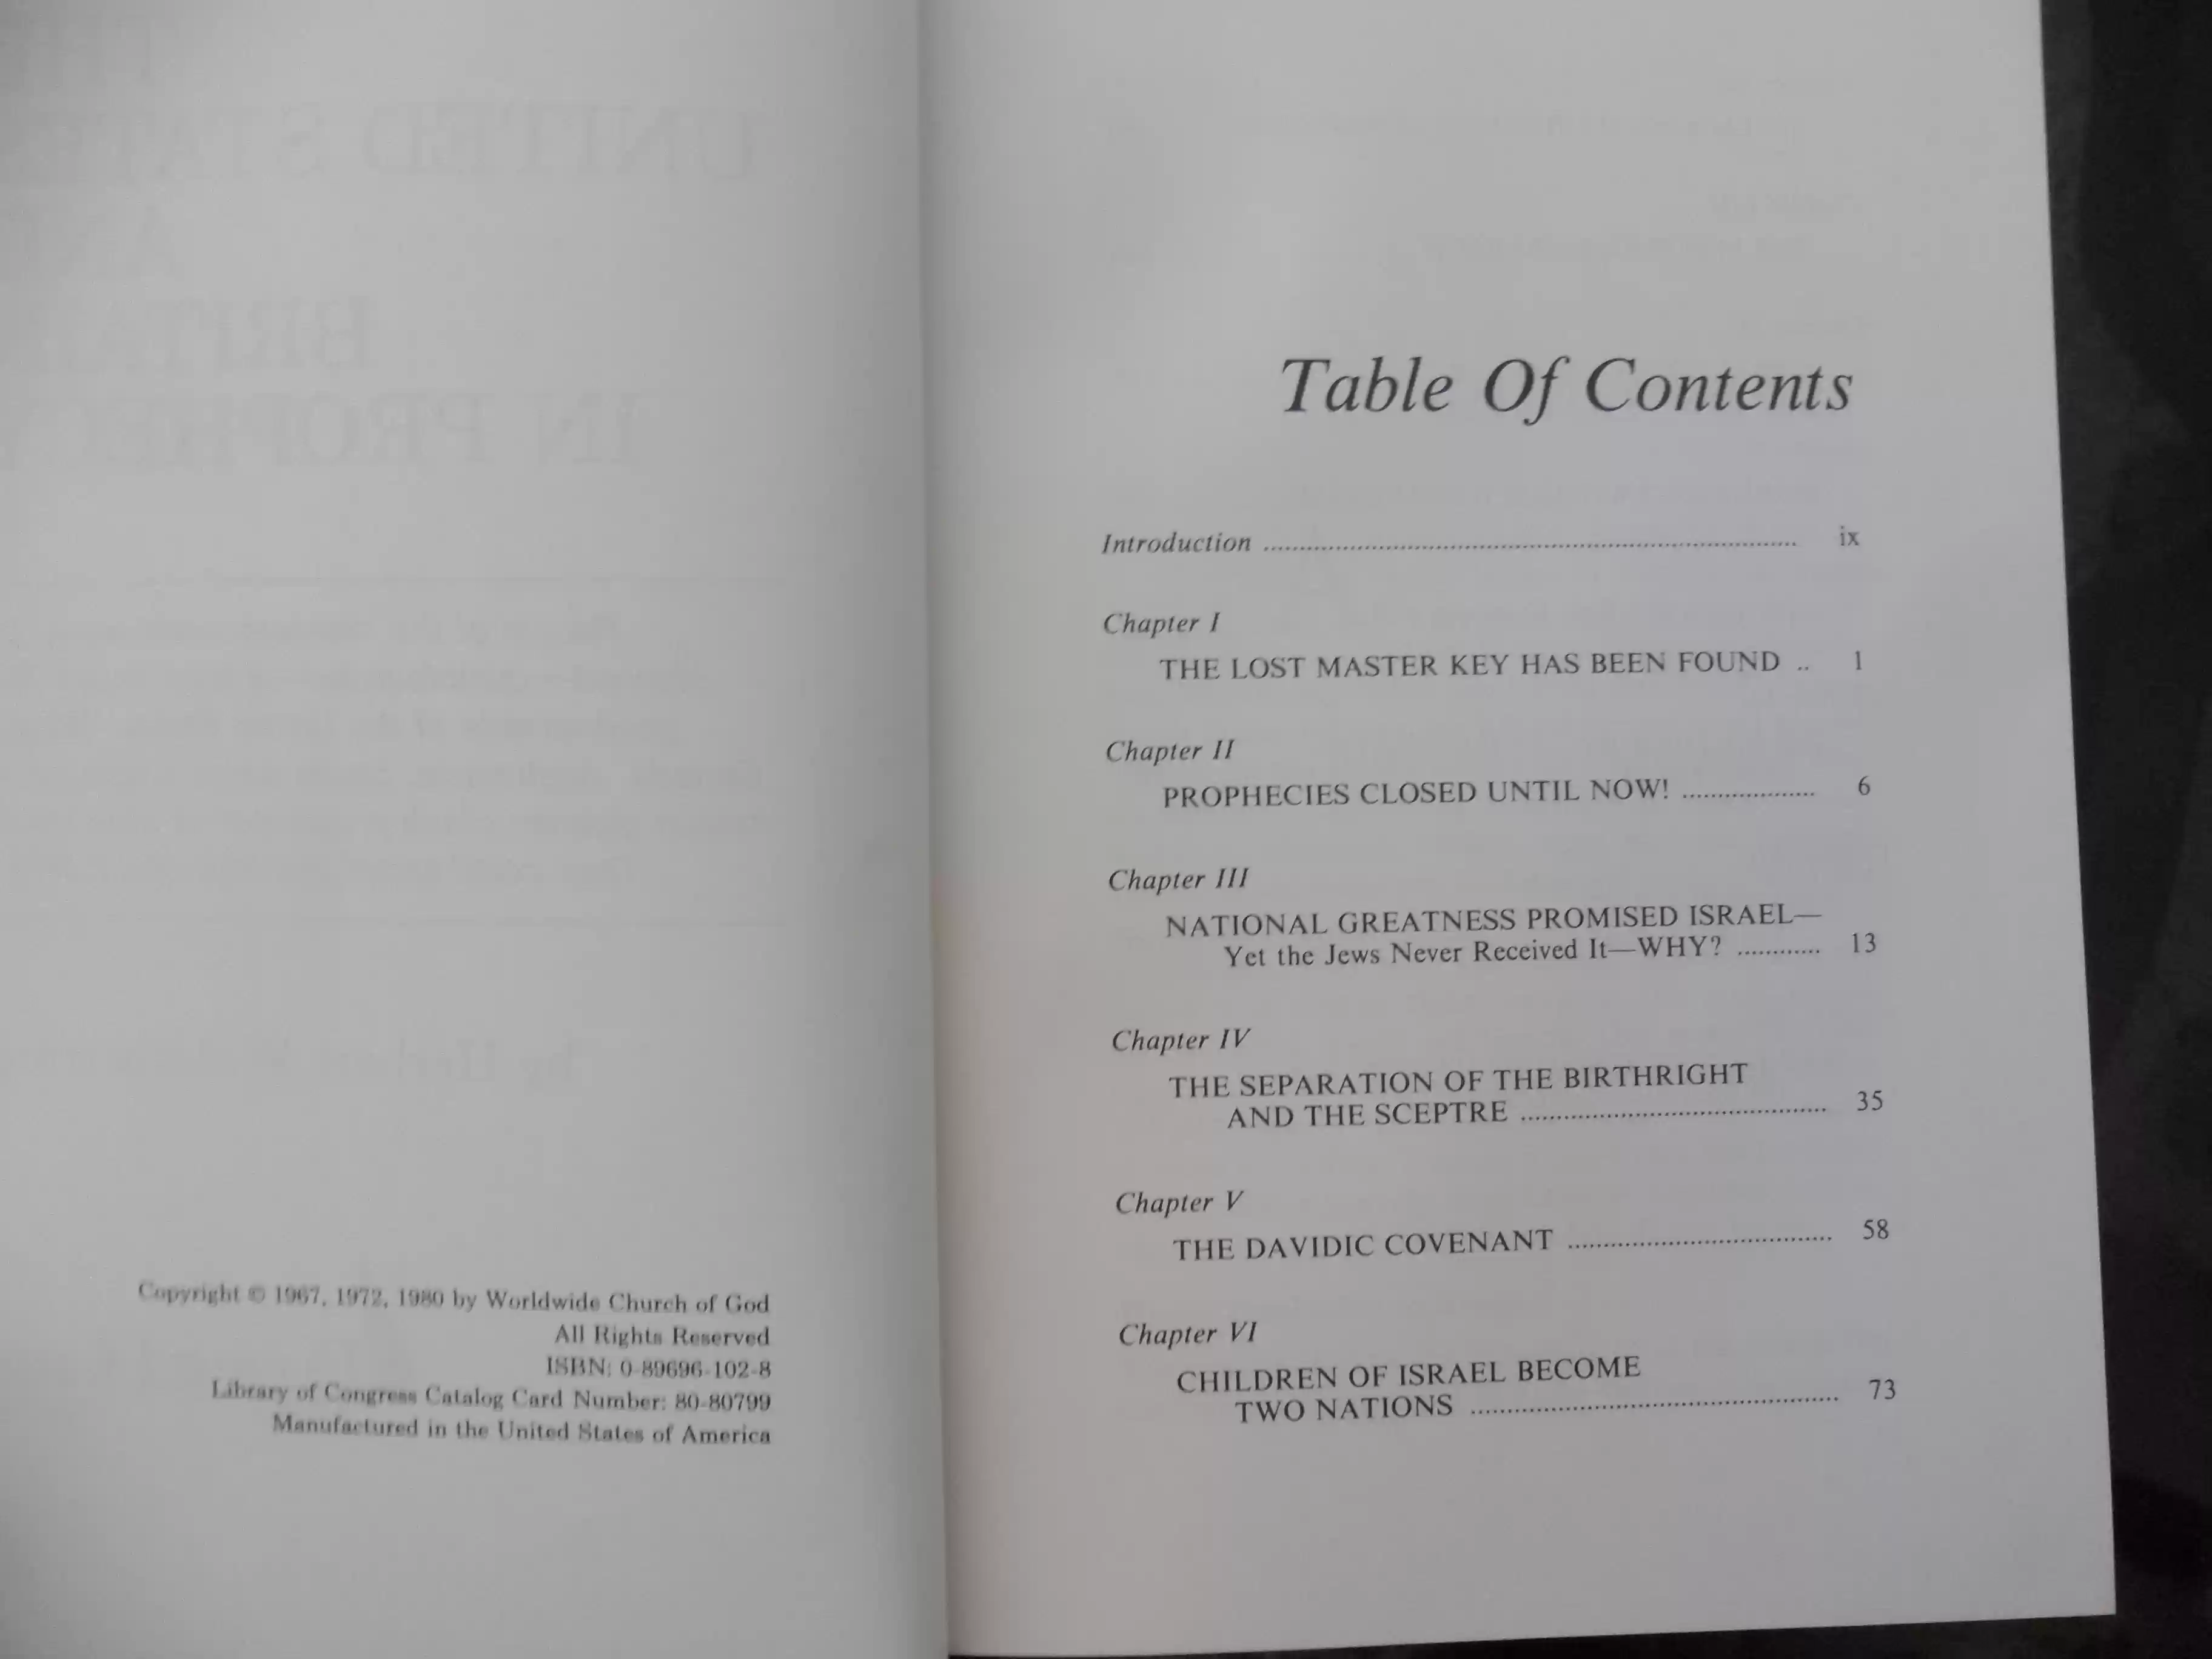 Copyright © 1967, 1972, 1980 by Worldwide Church of God
All Rights Reserved
ISBN: 0-89696-102-8
Library of Congress Catalog Card Number: 80-80799
Manufactured in the United States of America
Table Of Contents
Introduction ........ ix
Chapter I
THE LOST MASTER KEY HAS BEEN FOUND .. 1
Chapter II
PROPHECIES CLOSED UNTIL NOW! ........ 6
Chapter III
NATIONAL GREATNESS PROMISED ISRAEL—
Yet the Jews Never Received It—WHY? ........ 13
Chapter IV
THE SEPARATION OF THE BIRTHRIGHT
AND THE SCEPTRE ........ 35
Chapter V
THE DAVIDIC COVENANT ........ 58
Chapter VI
CHILDREN OF ISRAEL BECOME
TWO NATIONS ........ 73